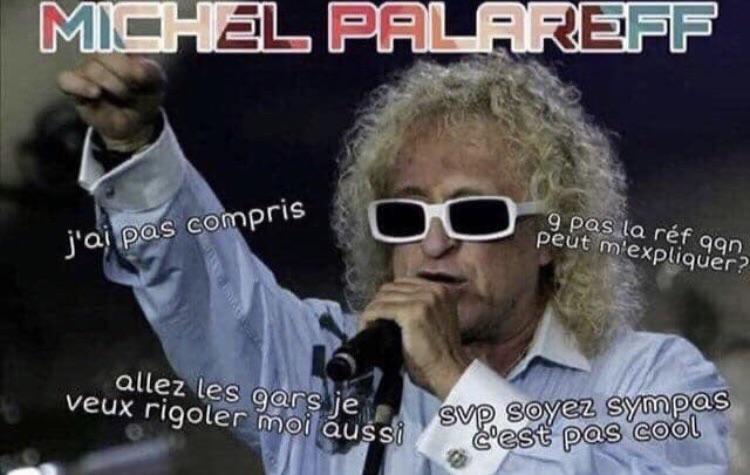 MICHEL PALAREFF
j'ai pas compris
g pas la réf qqn
peut m'expliquer?
allez les gars je
veux rigoler moi aussi
svp soyez sympas
c'est pas cool